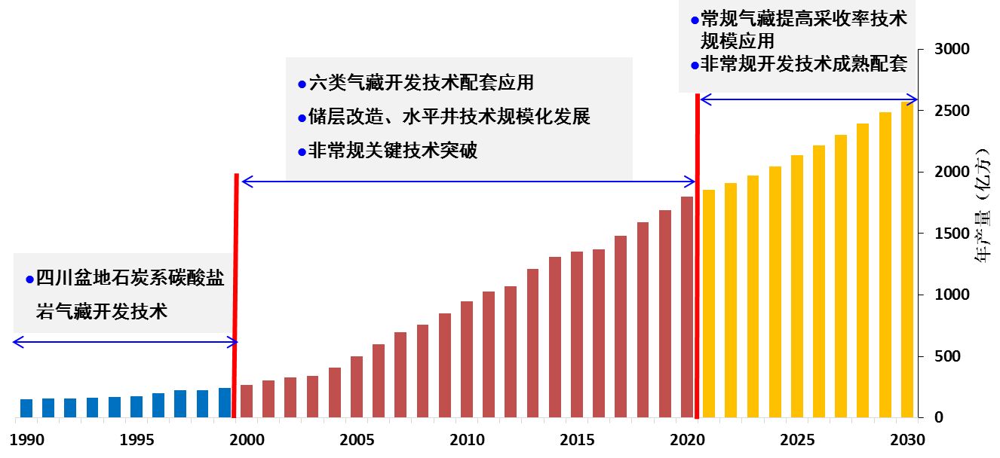 ●常规气藏提高采收率技术
规模应用
●非常规开发技术成熟配套
●六类气藏开发技术配套应用
●储层改造、水平井技术规模化发展
●非常规关键技术突破
●四川盆地石炭系碳酸盐
岩气藏开发技术
3000
2500
2000
1500
1000
500
0
年产量（亿方）
1990 1995 2000 2005 2010 2015 2020 2025 2030